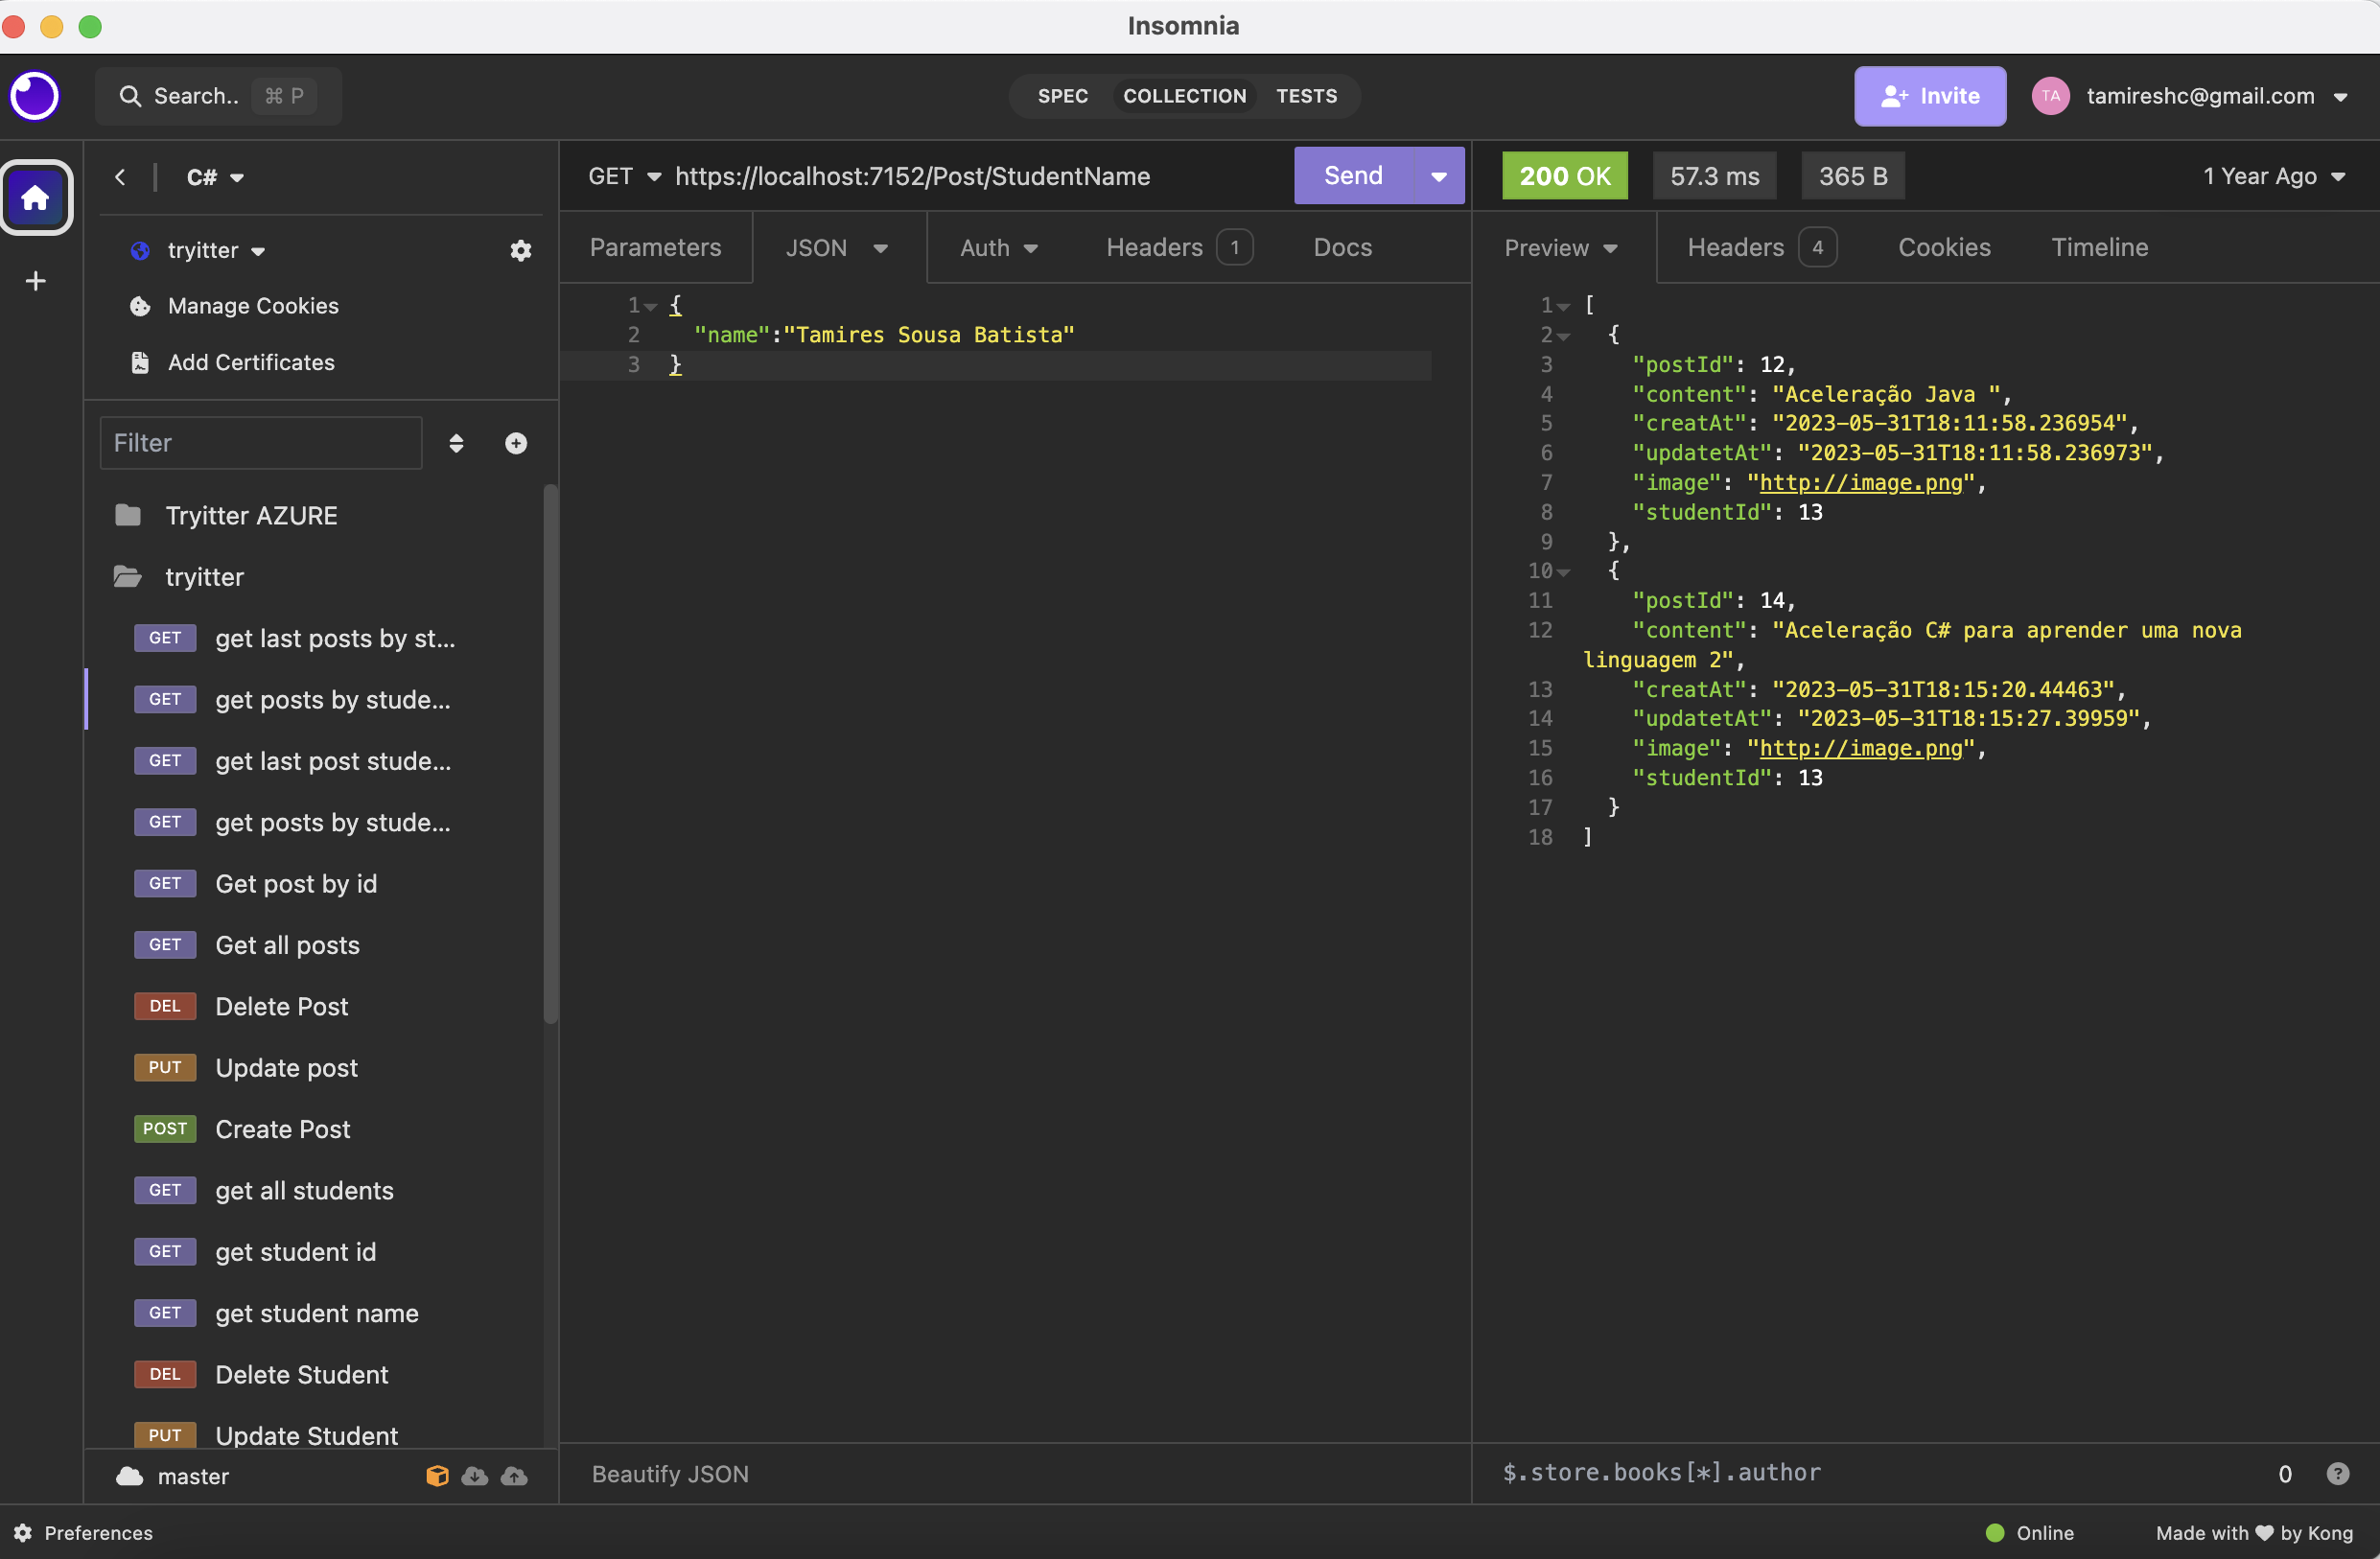 Insomnia
Search.. ⌘ P
SPEC COLLECTION TESTS
Invite
TA tamireshc@gmail.com
C#
tryitter
Manage Cookies
Add Certificates
Filter
Tryitter AZURE
tryitter
GET get last posts by st...
GET get posts by stude...
GET get last post stude...
GET get posts by stude...
GET Get post by id
GET Get all posts
DEL Delete Post
PUT Update post
POST Create Post
GET get all students
GET get student id
GET get student name
DEL Delete Student
PUT Update Student
master
GET https://localhost:7152/Post/StudentName Send
Parameters JSON Auth Headers 1 Docs
1 {
2 "name":"Tamires Sousa Batista"
3 }
Beautify JSON
200 OK 57.3 ms 365 B 1 Year Ago
Preview Headers 4 Cookies Timeline
1 [
2 {
3 "postId": 12,
4 "content": "Aceleração Java ",
5 "creatAt": "2023-05-31T18:11:58.236954",
6 "updatetAt": "2023-05-31T18:11:58.236973",
7 "image": "http://image.png",
8 "studentId": 13
9 },
10 {
11 "postId": 14,
12 "content": "Aceleração C# para aprender uma nova
linguagem 2",
13 "creatAt": "2023-05-31T18:15:20.44463",
14 "updatetAt": "2023-05-31T18:15:27.39959",
15 "image": "http://image.png",
16 "studentId": 13
17 }
18 ]
$.store.books[*].author 0 ?
Preferences
Online Made with ❤ by Kong